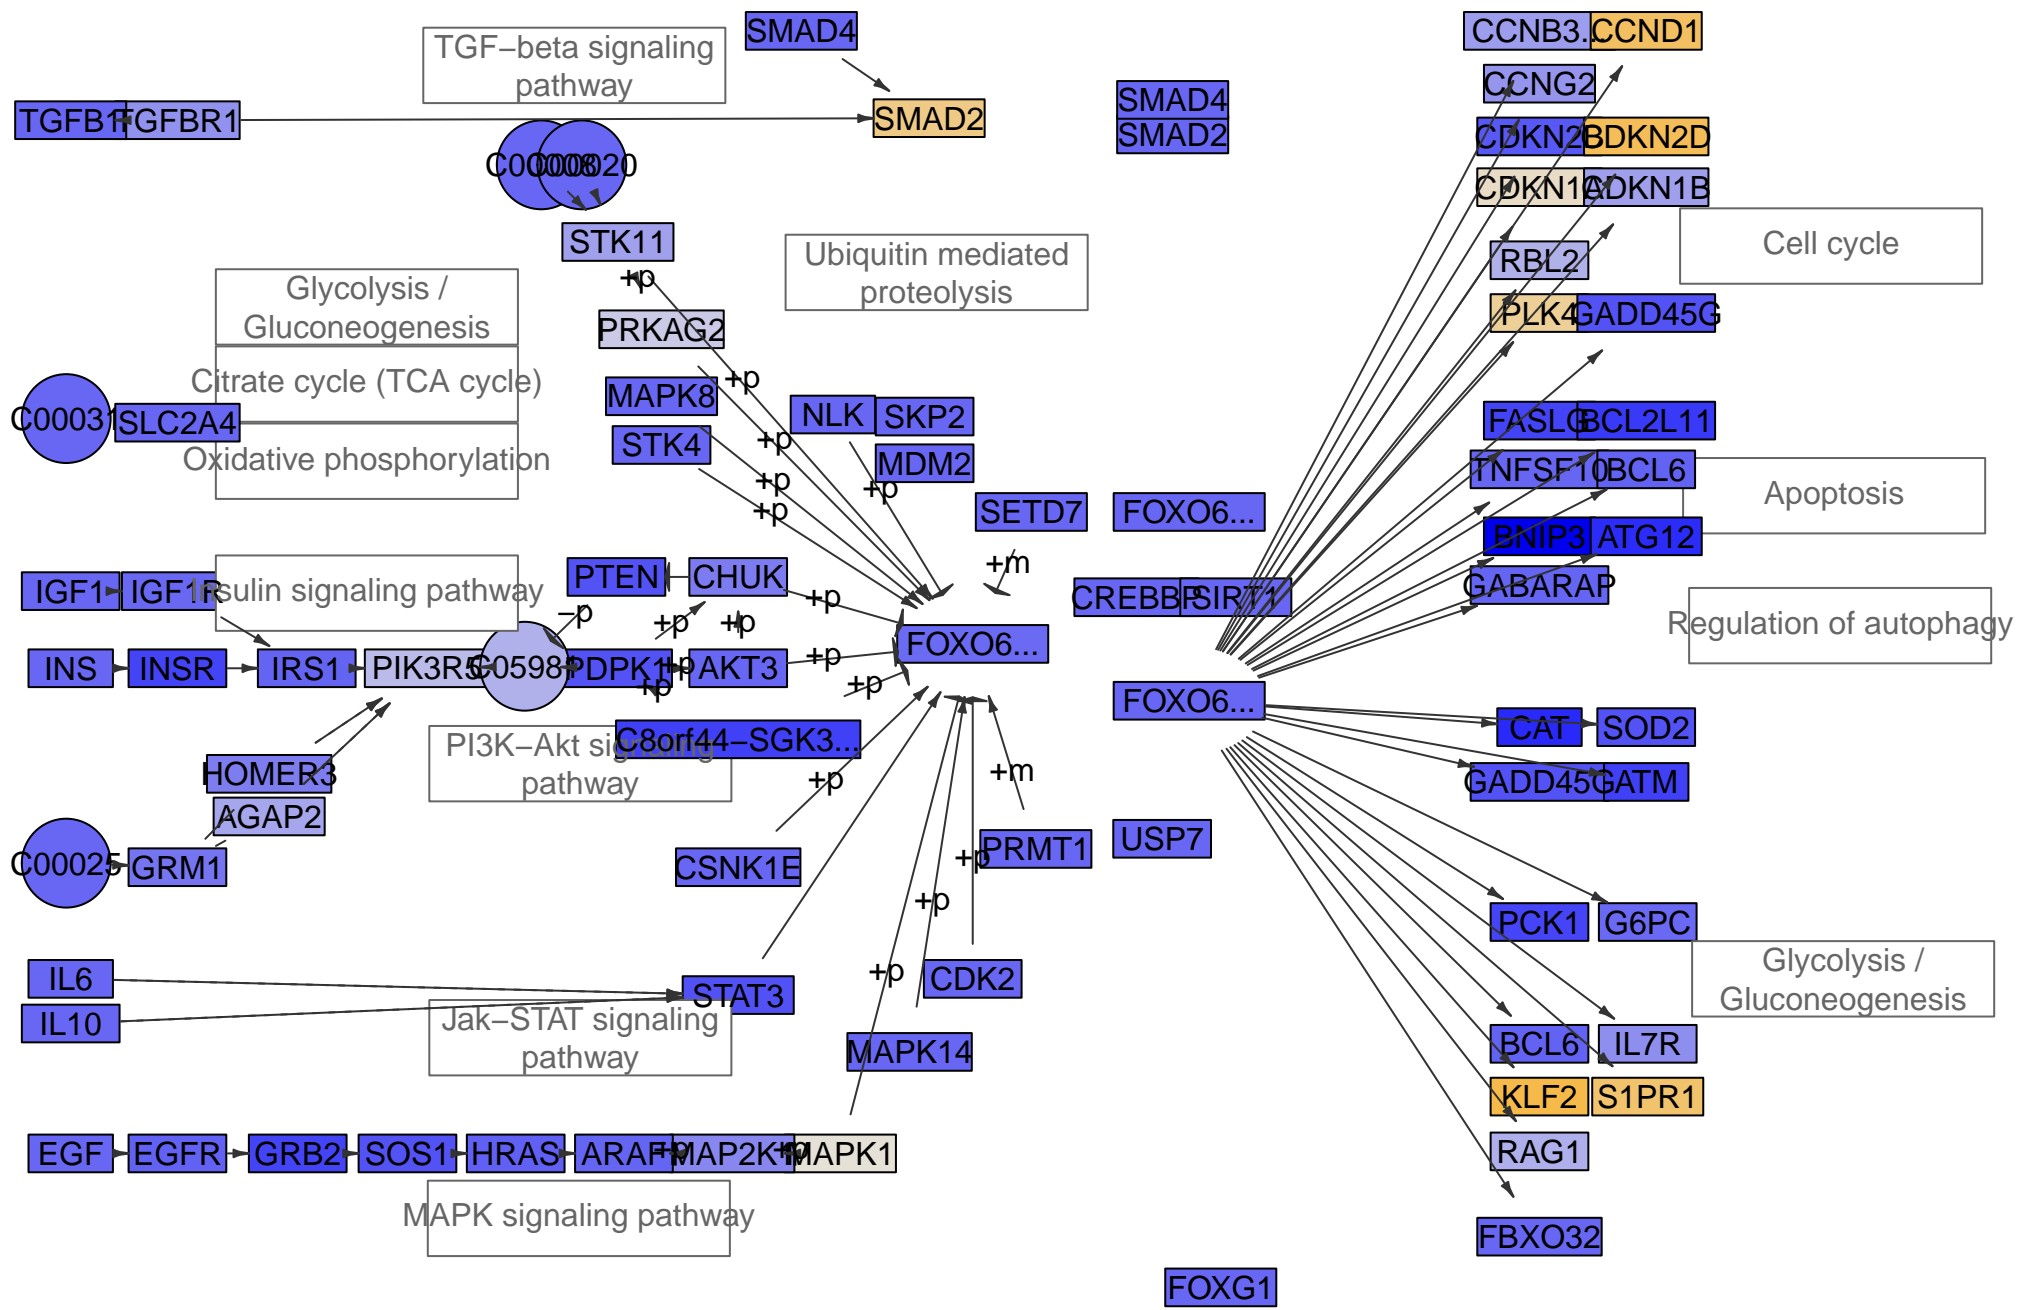 SMAD4
CCNB3...
CCND1
TGF−beta signaling
pathway
CCNG2
SMAD4
TGFB1
TGFBR1
SMAD2
SMAD2
CDKN2B
CDKN2D
C00020
CDKN1A
CDKN1B
STK11
Ubiquitin mediated
proteolysis
Cell cycle
RBL2
+p
Glycolysis /
Gluconeogenesis
PRKAG2
PLK4
GADD45G
+p
Citrate cycle (TCA cycle)
MAPK8
NLK
SKP2
FASLG
BCL2L11
C00031
SLC2A4
STK4
+p
Oxidative phosphorylation
MDM2
TNFSF10
BCL6
+p
+p
Apoptosis
+p
SETD7
FOXO6...
BNIP3
ATG12
+m
IGF1
IGF1R
Insulin signaling pathway
PTEN
CHUK
CREBBP
SIRT1
GABARAP
−p
+p
+p
+p
Regulation of autophagy
FOXO6...
INS
INSR
IRS1
PIK3R5
C05981
PDPK1
+p
AKT3
+p
+p
+p
FOXO6...
PI3K−Akt signaling
pathway
C8orf44−SGK3...
CAT
SOD2
HOMER3
+p
+m
GADD45G
ATM
AGAP2
C00025
GRM1
CSNK1E
+p
PRMT1
USP7
+p
PCK1
G6PC
IL6
STAT3
+p
CDK2
Glycolysis /
Gluconeogenesis
IL10
Jak−STAT signaling
pathway
MAPK14
BCL6
IL7R
KLF2
S1PR1
EGF
EGFR
GRB2
SOS1
HRAS
ARAF
+p
MAP2K1
+p
MAPK1
RAG1
MAPK signaling pathway
FBXO32
FOXG1